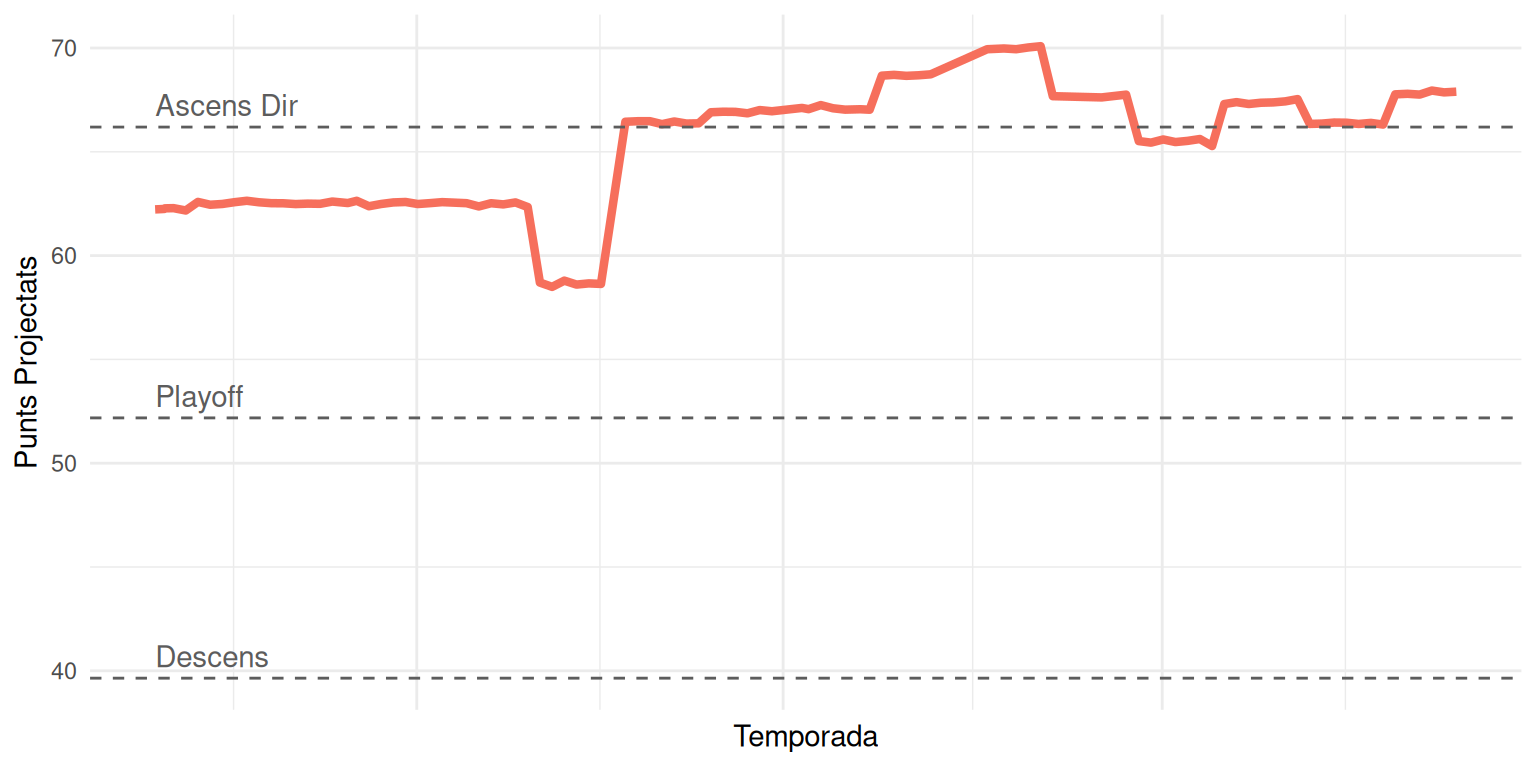 70
Ascens Dir
60
Playoff
50
Descens
40
Punts Projectats
Temporada